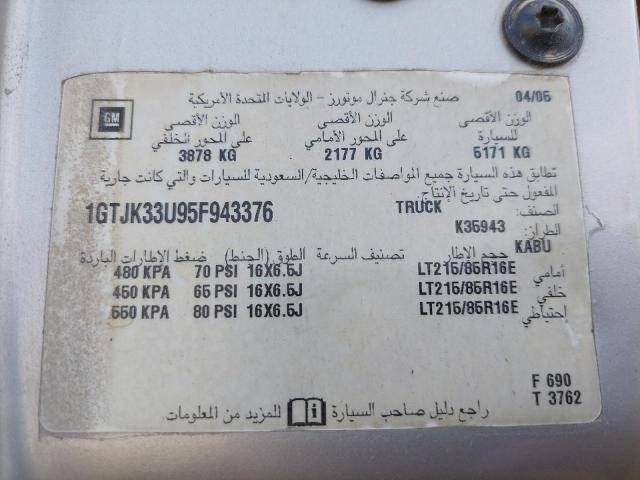 صنع شركة جنرال موتورز - الولايات المتحدة الأمريكية 04/05
GM
الوزن الأقصى للسيارة 5171 KG
الوزن الأقصى على المحور الأمامي 2177 KG
الوزن الأقصى على المحور الخلفي 3878 KG
تطابق هذه السيارة جميع المواصفات الخليجية/السعودية للسيارات والتي كانت جارية
المفعول حتى تاريخ الإنتاج.
الصنف: TRUCK 1GTJK33U95F943376
الطراز: K35943
KABU
حجم الإطار تصنيف السرعة الطوق (الجنط) ضغط الإطارات الباردة
أمامي LT215/85R16E 16X6.5J 70 PSI 480 KPA
خلفي LT215/85R16E 16X6.5J 65 PSI 450 KPA
إحتياطي LT215/85R16E 16X6.5J 80 PSI 550 KPA
F 690
T 3762
راجع دليل صاحب السيارة للمزيد من المعلومات